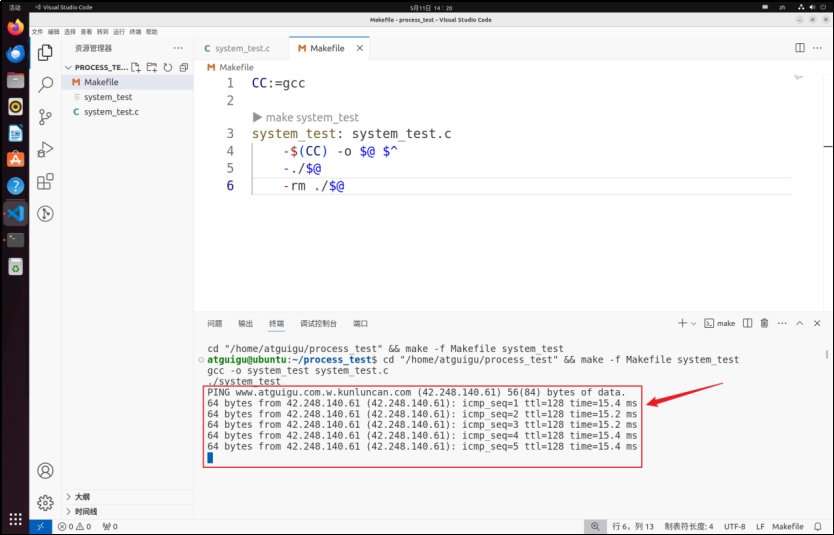 活动
Visual Studio Code
5月11日 14：20
zh
Makefile - process_test - Visual Studio Code
文件 编辑 选择 查看 转到 运行 终端 帮助
资源管理器
PROCESS_TE...
Makefile
system_test
system_test.c
大纲
时间线
system_test.c
Makefile
Makefile
1 CC:=gcc
2
make system_test
3 system_test: system_test.c
4 -$(CC) -o $@ $^
5 -./$@
6 -rm ./$@
问题 输出 终端 调试控制台 端口
make
cd "/home/atguigu/process_test" && make -f Makefile system_test
atguigu@ubuntu:~/process_test$ cd "/home/atguigu/process_test" && make -f Makefile system_test
gcc -o system_test system_test.c
./system_test
PING www.atguigu.com.w.kunluncan.com (42.248.140.61) 56(84) bytes of data.
64 bytes from 42.248.140.61 (42.248.140.61): icmp_seq=1 ttl=128 time=15.4 ms
64 bytes from 42.248.140.61 (42.248.140.61): icmp_seq=2 ttl=128 time=15.2 ms
64 bytes from 42.248.140.61 (42.248.140.61): icmp_seq=3 ttl=128 time=15.2 ms
64 bytes from 42.248.140.61 (42.248.140.61): icmp_seq=4 ttl=128 time=15.4 ms
64 bytes from 42.248.140.61 (42.248.140.61): icmp_seq=5 ttl=128 time=15.4 ms
0 0 0
行 6，列 13 制表符长度: 4 UTF-8 LF Makefile